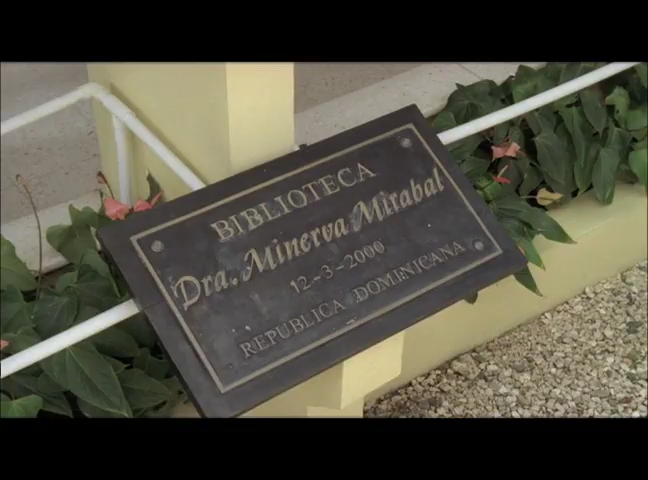 BIBLIOTECA
Dra. Minerva Mirabal
12-3-2000
REPUBLICA DOMINICANA